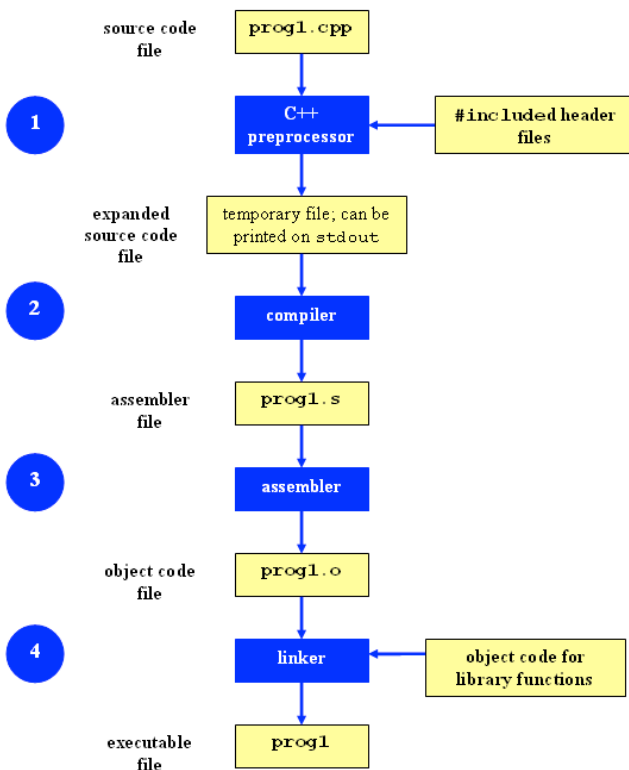 source code
file
prog1.cpp
1
C++
preprocessor
#included header
files
expanded
source code
file
temporary file; can be
printed on stdout
2
compiler
assembler
file
prog1.s
3
assembler
object code
file
prog1.o
4
linker
object code for
library functions
executable
file
prog1